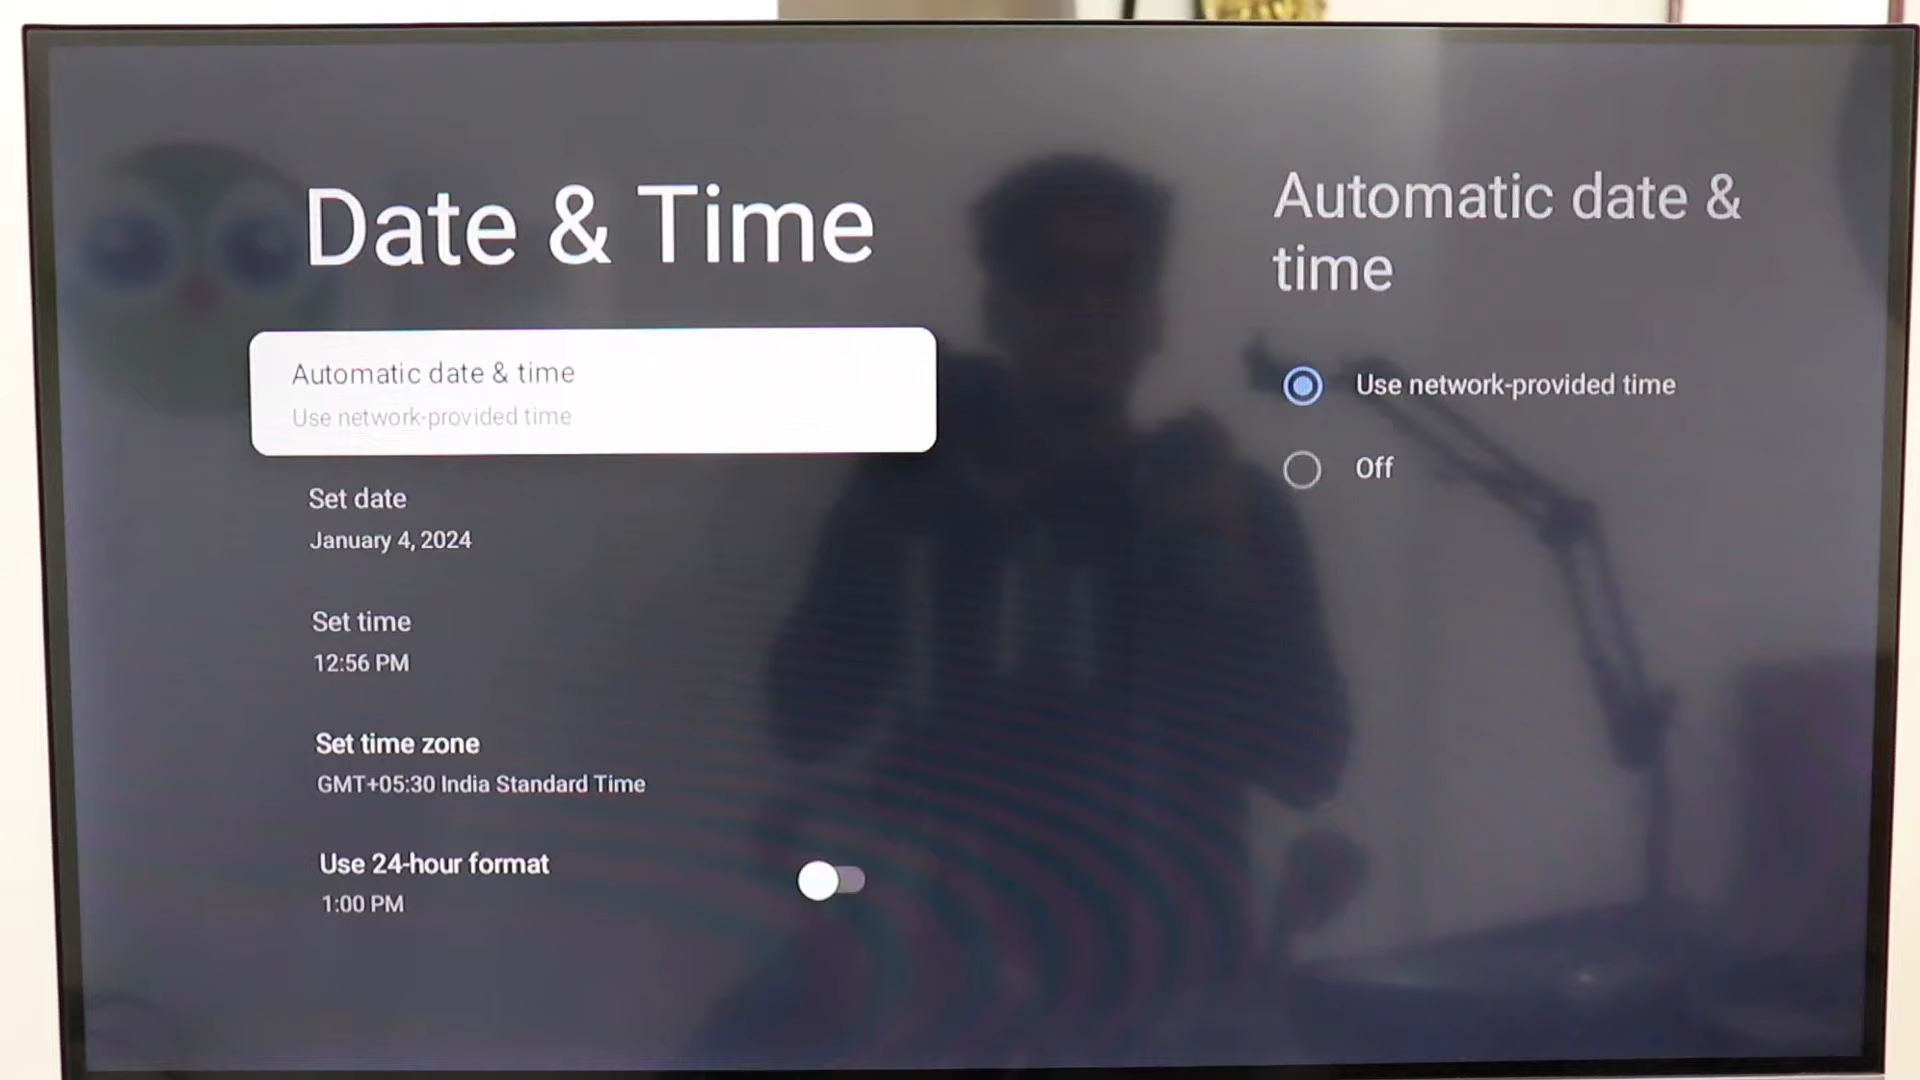 Date & Time
Automatic date & time
Use network-provided time
Set date
January 4, 2024
Set time
12:56 PM
Set time zone
GMT+05:30 India Standard Time
Use 24-hour format
1:00 PM
Automatic date &
time
Use network-provided time
Off